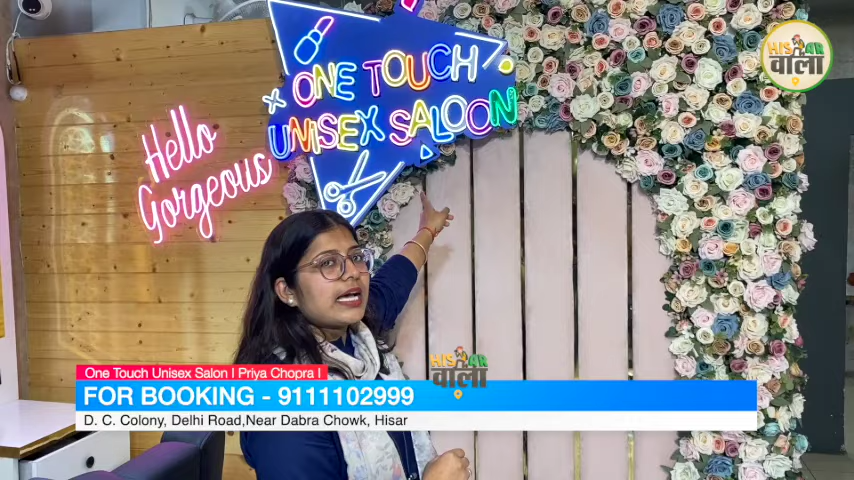 ONE TOUCH
UNISEX SALOON
Hello
Gorgeous
HISAR
वाला
HISAR
वाला
One Touch Unisex Salon I Priya Chopra I
FOR BOOKING - 9111102999
D. C. Colony, Delhi Road,Near Dabra Chowk, Hisar